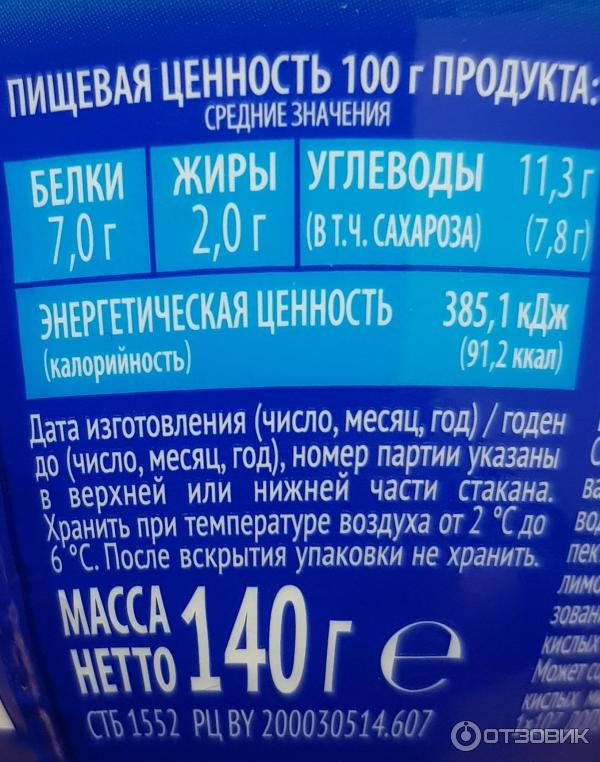 ПИЩЕВАЯ ЦЕННОСТЬ 100 г ПРОДУКТА:
СРЕДНИЕ ЗНАЧЕНИЯ
БЕЛКИ
7,0 г
ЖИРЫ
2,0 г
УГЛЕВОДЫ 11,3 г
(В Т.Ч. САХАРОЗА) (7,8 г)
ЭНЕРГЕТИЧЕСКАЯ ЦЕННОСТЬ 385,1 кДж
(калорийность) (91,2 ккал)
Дата изготовления (число, месяц, год) / годен
до (число, месяц, год), номер партии указаны
в верхней или нижней части стакана.
Хранить при температуре воздуха от 2 °С до
6 °С. После вскрытия упаковки не хранить.
МАССА
НЕТТО 140 г е
СТБ 1552 РЦ BY 200030514.607
кислых
Может
кислых
ОТЗОВИК